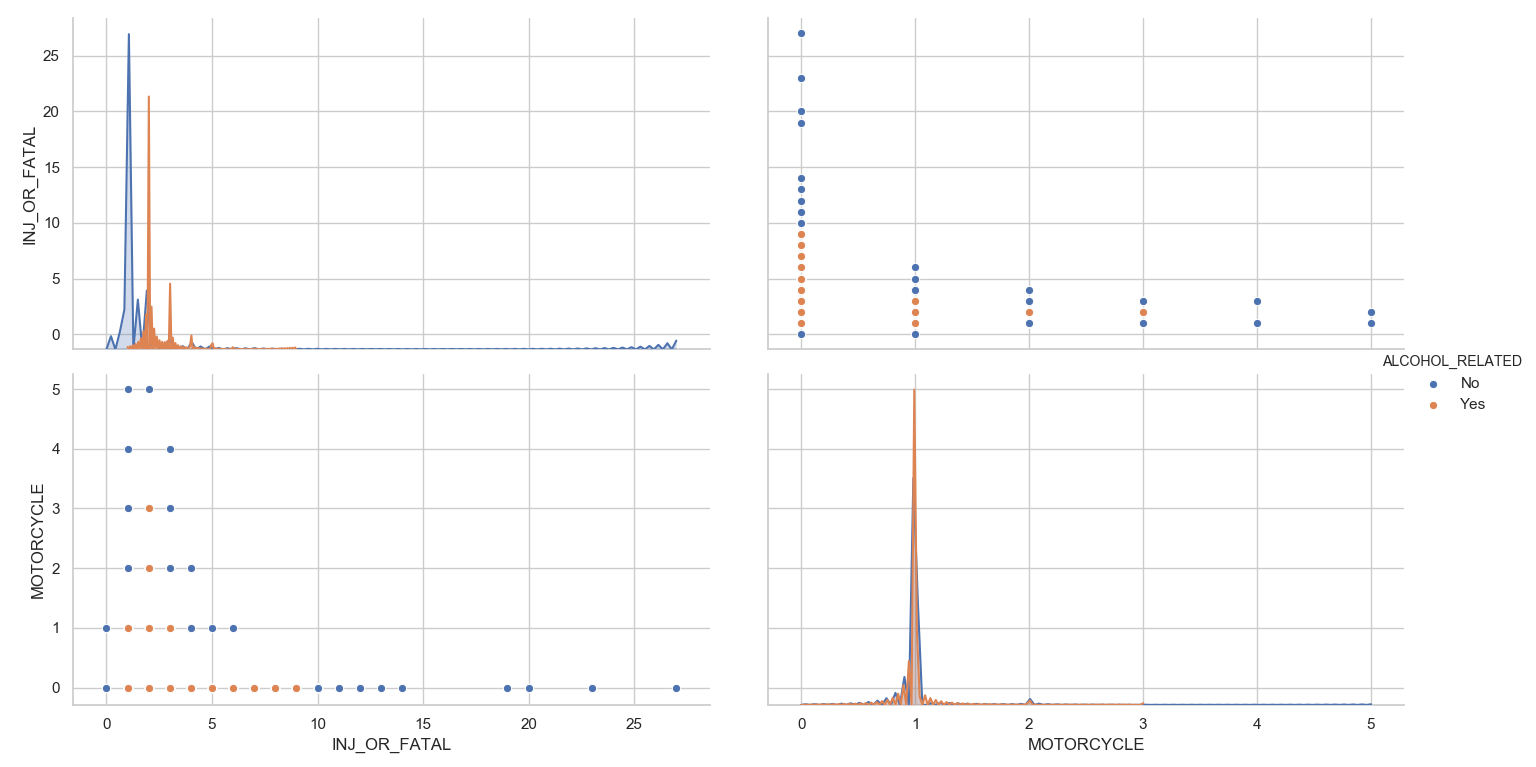 INJ_OR_FATAL
25
20
15
10
5
0
ALCOHOL_RELATED
No
Yes
MOTORCYCLE
5
4
3
2
1
0
0 5 10 15 20 25
INJ_OR_FATAL
0 1 2 3 4 5
MOTORCYCLE